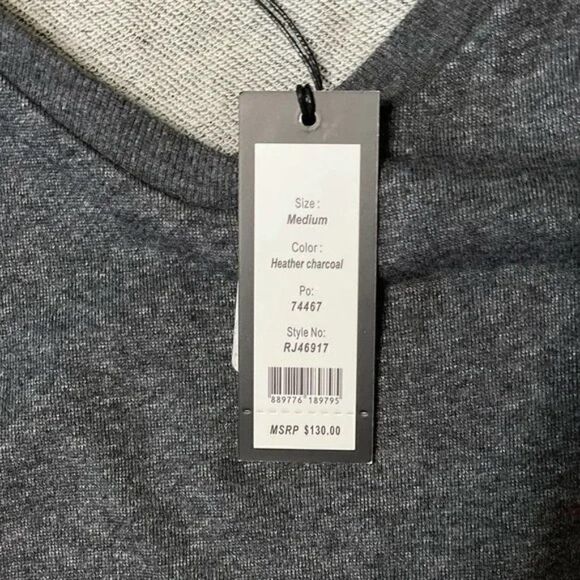 Size :
Medium
Color :
Heather charcoal
Po:
74467
Style No:
RJ46917
889776 189795
MSRP $130.00